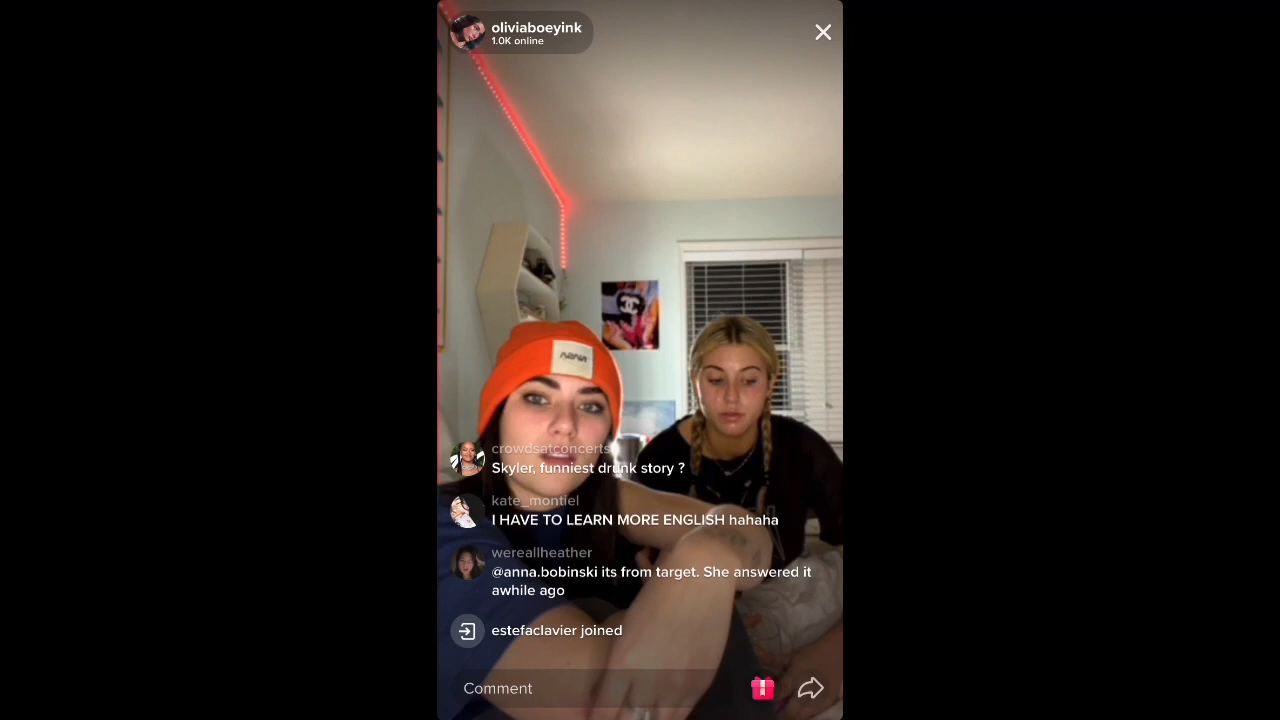 oliviaboeyink
1.0K online
crowdsatconcerts
Skyler, funniest drunk story ?
kate_montiel
I HAVE TO LEARN MORE ENGLISH hahaha
wereallheather
@anna.bobinski its from target. She answered it
awhile ago
estefaclavier joined
Comment